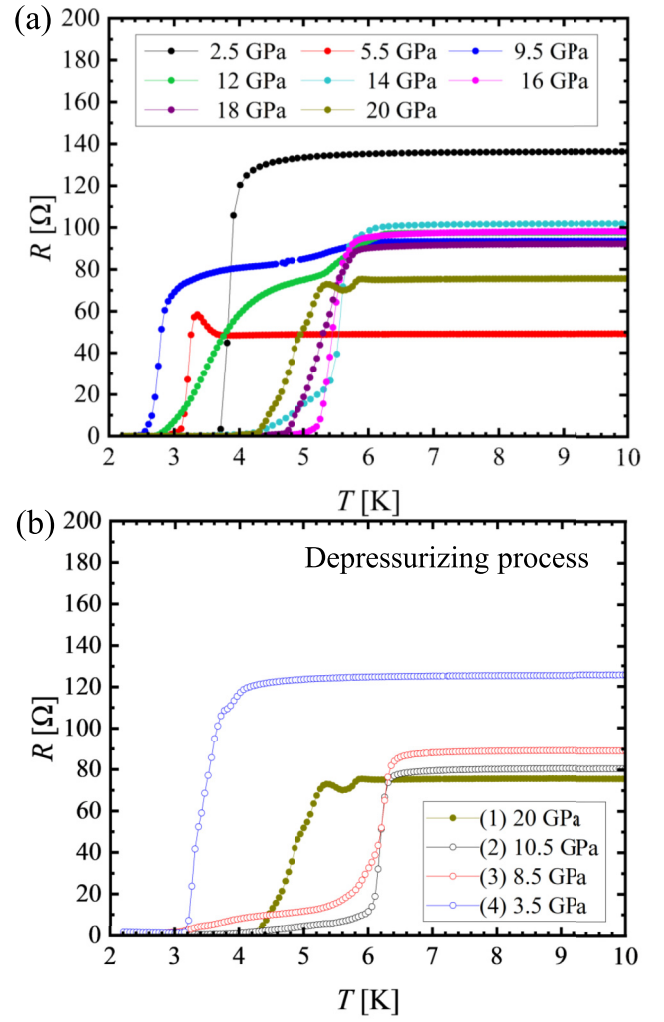 (a)
200
180
160
140
120
100
80
60
40
20
0
R [Ω]
2.5 GPa 5.5 GPa 9.5 GPa
12 GPa 14 GPa 16 GPa
18 GPa 20 GPa
2 3 4 5 6 7 8 9 10
T [K]
(b)
200
180
160
140
120
100
80
60
40
20
0
R [Ω]
Depressurizing process
(1) 20 GPa
(2) 10.5 GPa
(3) 8.5 GPa
(4) 3.5 GPa
2 3 4 5 6 7 8 9 10
T [K]